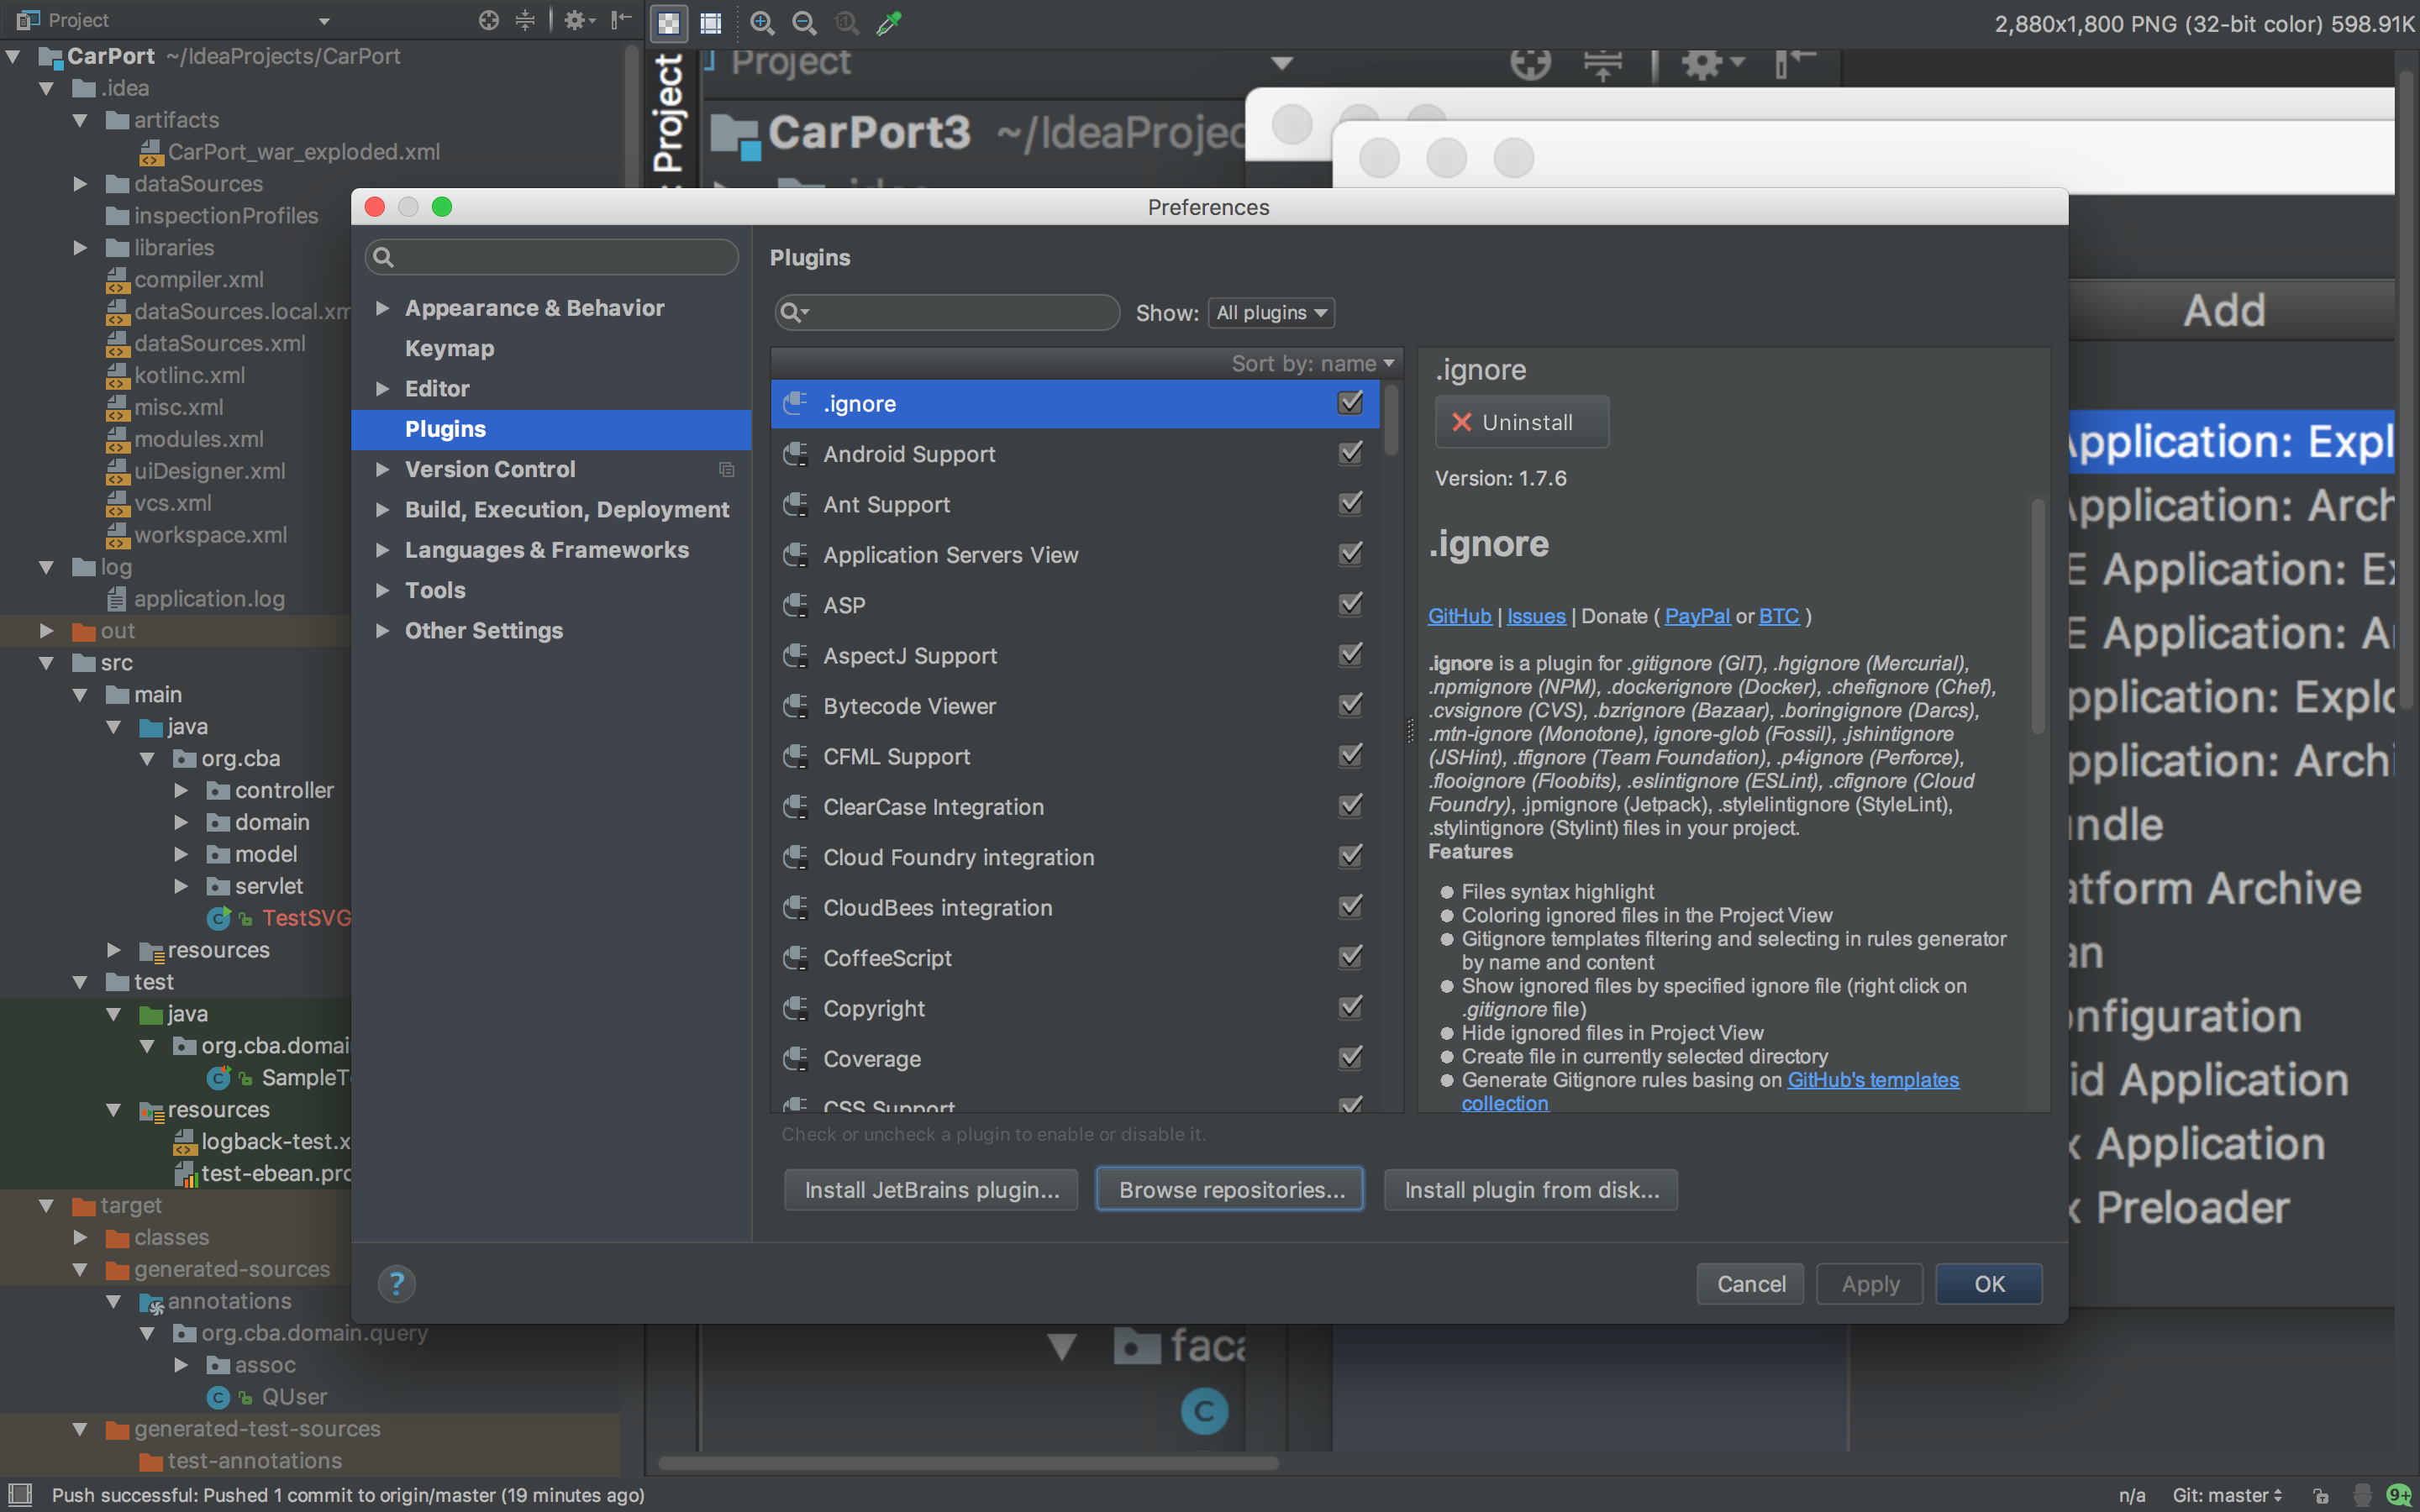 Project
2,880x1,800 PNG (32-bit color) 598.91K
CarPort ~/IdeaProjects/CarPort
.idea
artifacts
CarPort_war_exploded.xml
dataSources
inspectionProfiles
libraries
compiler.xml
dataSources.local.xm
dataSources.xml
kotlinc.xml
misc.xml
modules.xml
uiDesigner.xml
vcs.xml
workspace.xml
log
application.log
out
src
main
java
org.cba
controller
domain
model
servlet
TestSVG
resources
test
java
org.cba.domai
SampleT
resources
logback-test.x
test-ebean.pro
target
classes
generated-sources
annotations
org.cba.domain.query
assoc
QUser
generated-test-sources
test-annotations
Project
Project
CarPort3 ~/IdeaProjec
.idea
Preferences
Appearance & Behavior
Keymap
Editor
Plugins
Version Control
Build, Execution, Deployment
Languages & Frameworks
Tools
Other Settings
Plugins
Show: All plugins
Sort by: name
.ignore
Android Support
Ant Support
Application Servers View
ASP
AspectJ Support
Bytecode Viewer
CFML Support
ClearCase Integration
Cloud Foundry integration
CloudBees integration
CoffeeScript
Copyright
Coverage
CSS Support
Check or uncheck a plugin to enable or disable it.
Install JetBrains plugin... Browse repositories... Install plugin from disk...
.ignore
Uninstall
Version: 1.7.6
.ignore
GitHub | Issues | Donate ( PayPal or BTC )
.ignore is a plugin for .gitignore (GIT), .hgignore (Mercurial),
.npmignore (NPM), .dockerignore (Docker), .chefignore (Chef),
.cvsignore (CVS), .bzrignore (Bazaar), .boringignore (Darcs),
.mtn-ignore (Monotone), ignore-glob (Fossil), .jshintignore
(JSHint), .tfignore (Team Foundation), .p4ignore (Perforce),
.flooignore (Floobits), .eslintignore (ESLint), .cfignore (Cloud
Foundry), .jpmignore (Jetpack), .stylelintignore (StyleLint),
.stylintignore (Stylint) files in your project.
Features
Files syntax highlight
Coloring ignored files in the Project View
Gitignore templates filtering and selecting in rules generator
by name and content
Show ignored files by specified ignore file (right click on
.gitignore file)
Hide ignored files in Project View
Create file in currently selected directory
Generate Gitignore rules basing on GitHub's templates
collection
? Cancel Apply OK
Add
Application: Expl
Application: Arch
E Application: Ex
E Application: Ar
pplication: Explo
pplication: Archi
ndle
atform Archive
an
onfiguration
id Application
x Application
x Preloader
faca
C
Push successful: Pushed 1 commit to origin/master (19 minutes ago)
n/a Git: master 9+